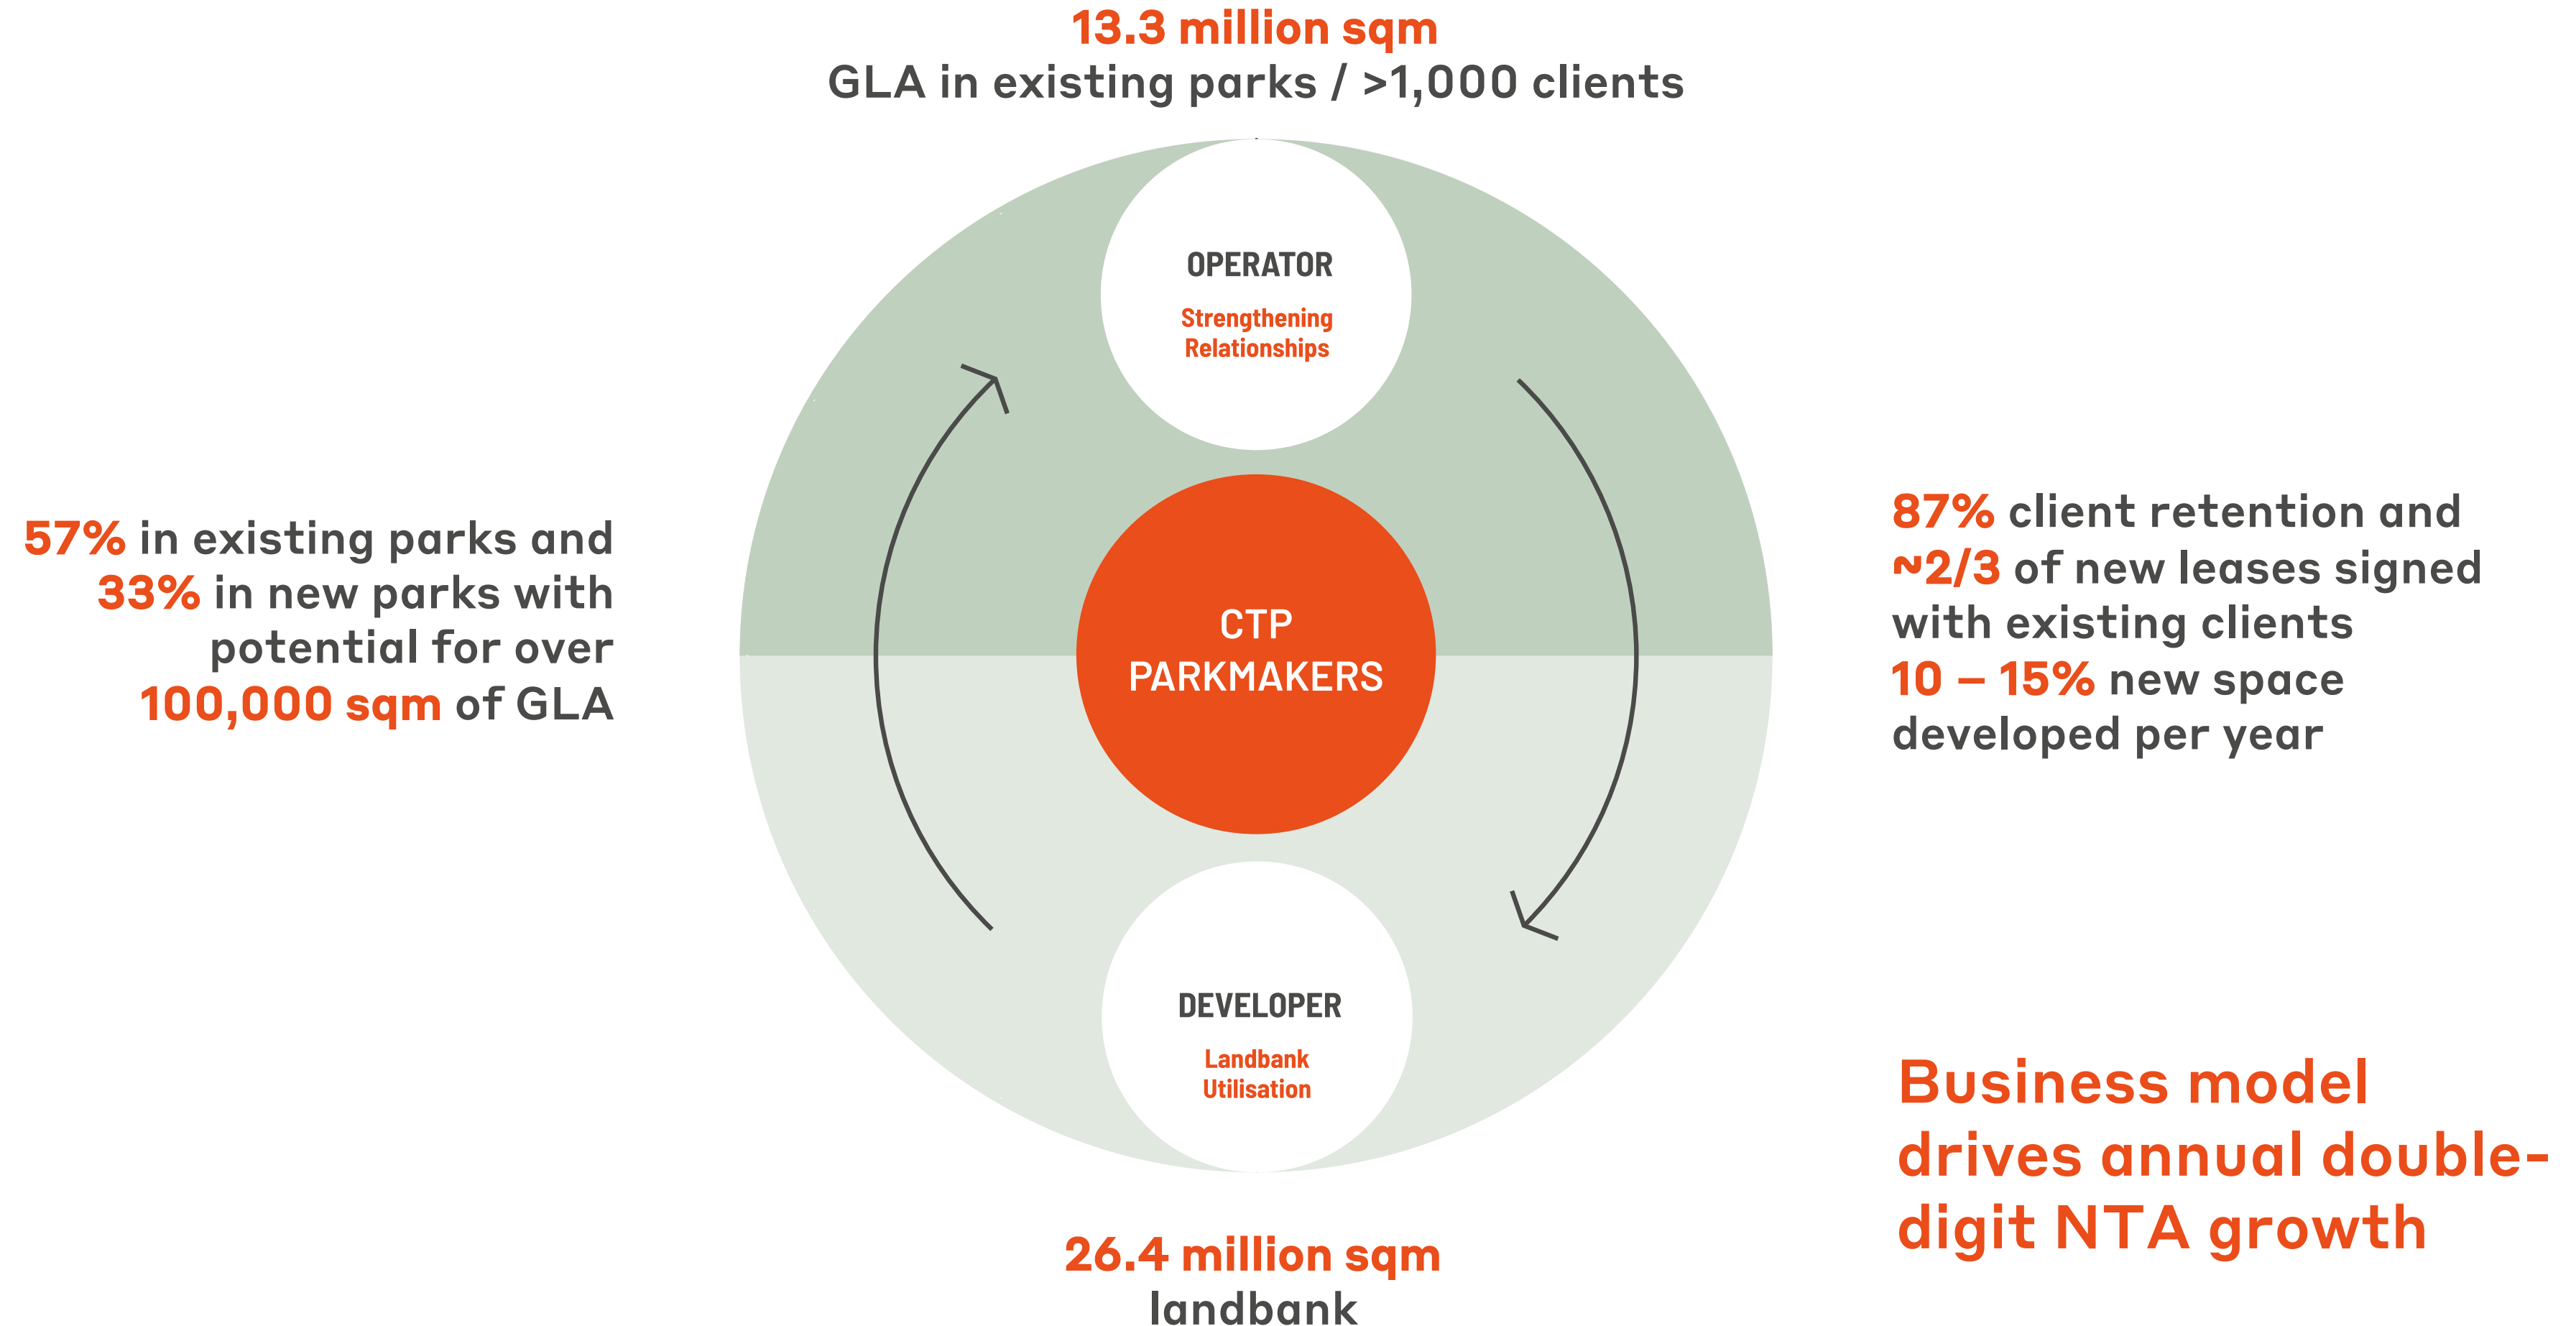 13.3 million sqm
GLA in existing parks / >1,000 clients
OPERATOR
Strengthening
Relationships
57% in existing parks and
33% in new parks with
potential for over
100,000 sqm of GLA
CTP
PARKMAKERS
87% client retention and
~2/3 of new leases signed
with existing clients
10 – 15% new space
developed per year
DEVELOPER
Landbank
Utilisation
26.4 million sqm
landbank
Business model
drives annual double-
digit NTA growth